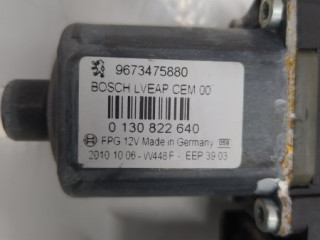 9673475880
BOSCH LVEAP CEM 00
0 130 822 640
FPG 12V Made in Germany
2010 10 06 - W448 F - EEP 39 03